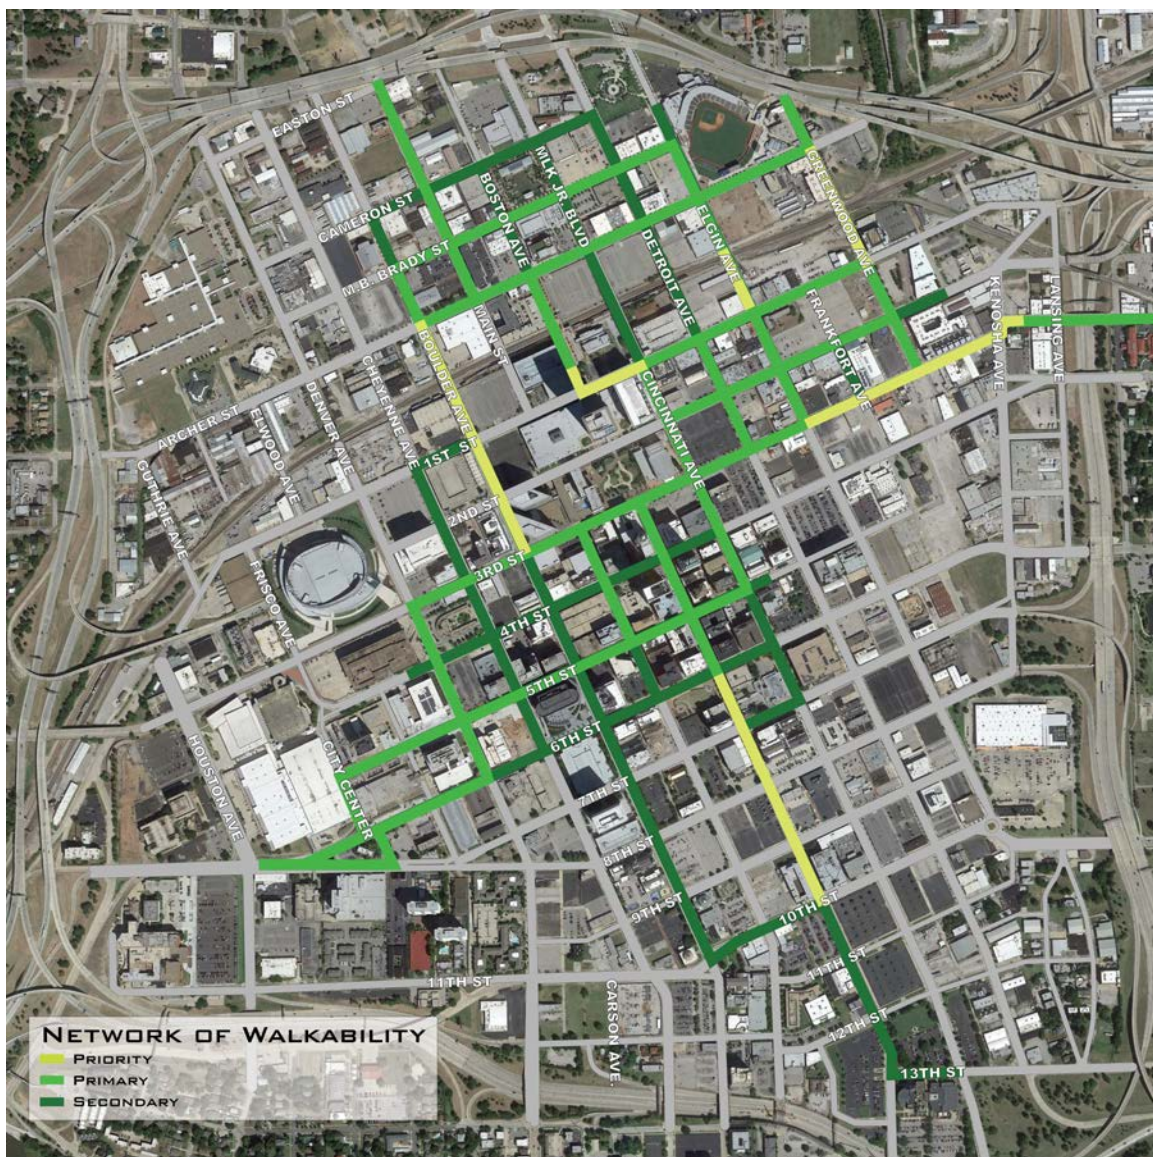 EASTON ST
CAMERON ST
M.B. BRADY ST
BOSTON AVE
MLK JR. BLVD
DETROIT AVE
ELGIN AVE
GREENWOOD AVE
MAIN ST
BOULDER AVE
FRANKFORT AVE
KENOSHA AVE
LANSING AVE
CINCINNATI AVE
ARCHER ST
GUTHRIE AVE
ELWOOD AVE
DENVER AVE
CHEYENNE AVE
1ST S
2ND ST
3RD ST
FRISCO AVE
4TH ST
5TH ST
6TH ST
HOUSTON AVE
CITY CENTER
7TH ST
8TH ST
9TH ST
10TH ST
11TH ST
11TH ST
CARSON AVE.
12TH ST
13TH ST
NETWORK OF WALKABILITY
PRIORITY
PRIMARY
SECONDARY